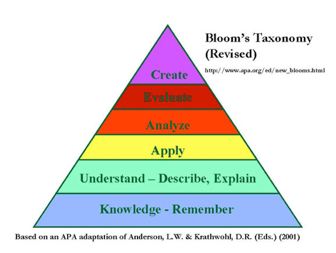 Bloom's Taxonomy
(Revised)
http://www.apa.org/ed/new_blooms.html
Create
Evaluate
Analyze
Apply
Understand – Describe, Explain
Knowledge - Remember
Based on an APA adaptation of Anderson, L.W. & Krathwohl, D.R. (Eds.) (2001)